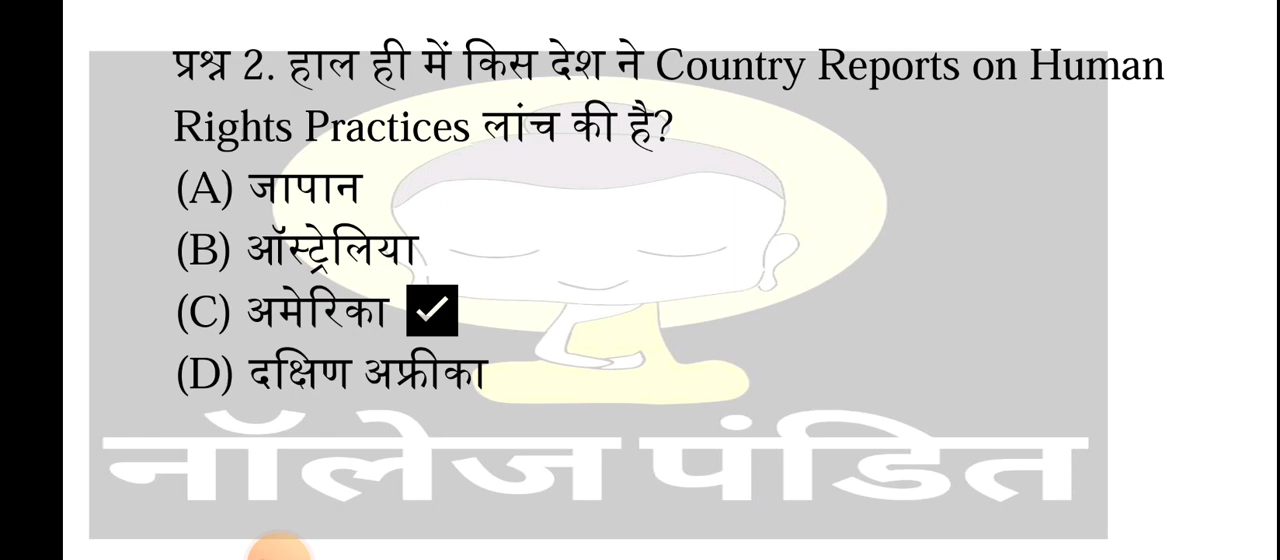 प्रश्न 2. हाल ही में किस देश ने Country Reports on Human
Rights Practices लांच की है?
(A) जापान
(B) ऑस्ट्रेलिया
(C) अमेरिका
(D) दक्षिण अफ्रीका
नॉलेज पंडित